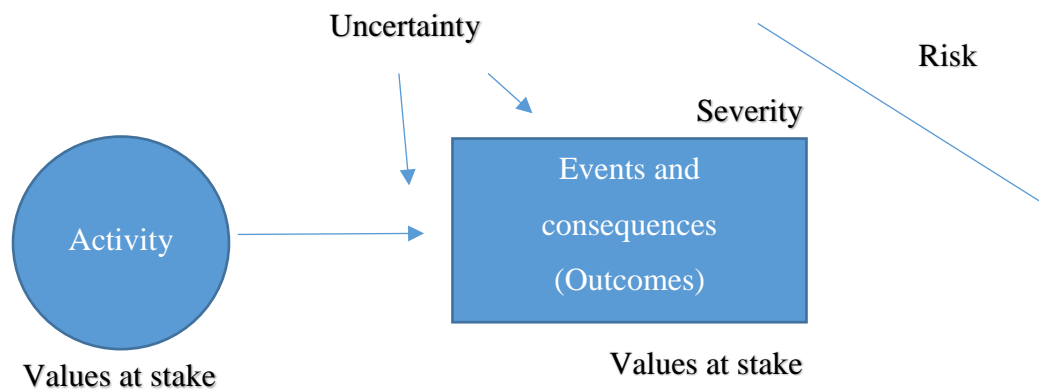 Uncertainty
Risk
Severity
Events and
consequences
(Outcomes)
Activity
Values at stake
Values at stake